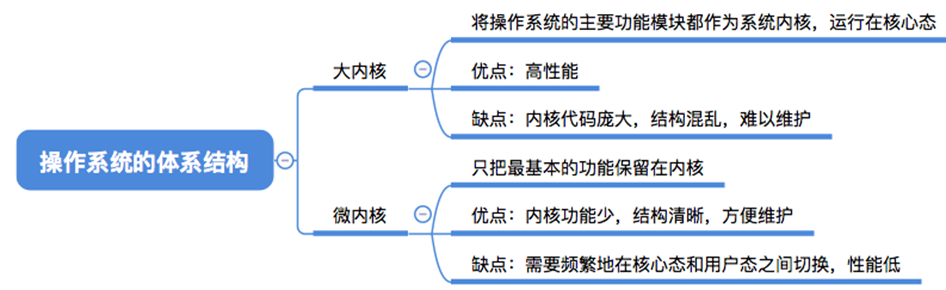 操作系统的体系结构
大内核
将操作系统的主要功能模块都作为系统内核，运行在核心态
优点：高性能
缺点：内核代码庞大，结构混乱，难以维护
微内核
只把最基本的功能保留在内核
优点：内核功能少，结构清晰，方便维护
缺点：需要频繁地在核心态和用户态之间切换，性能低